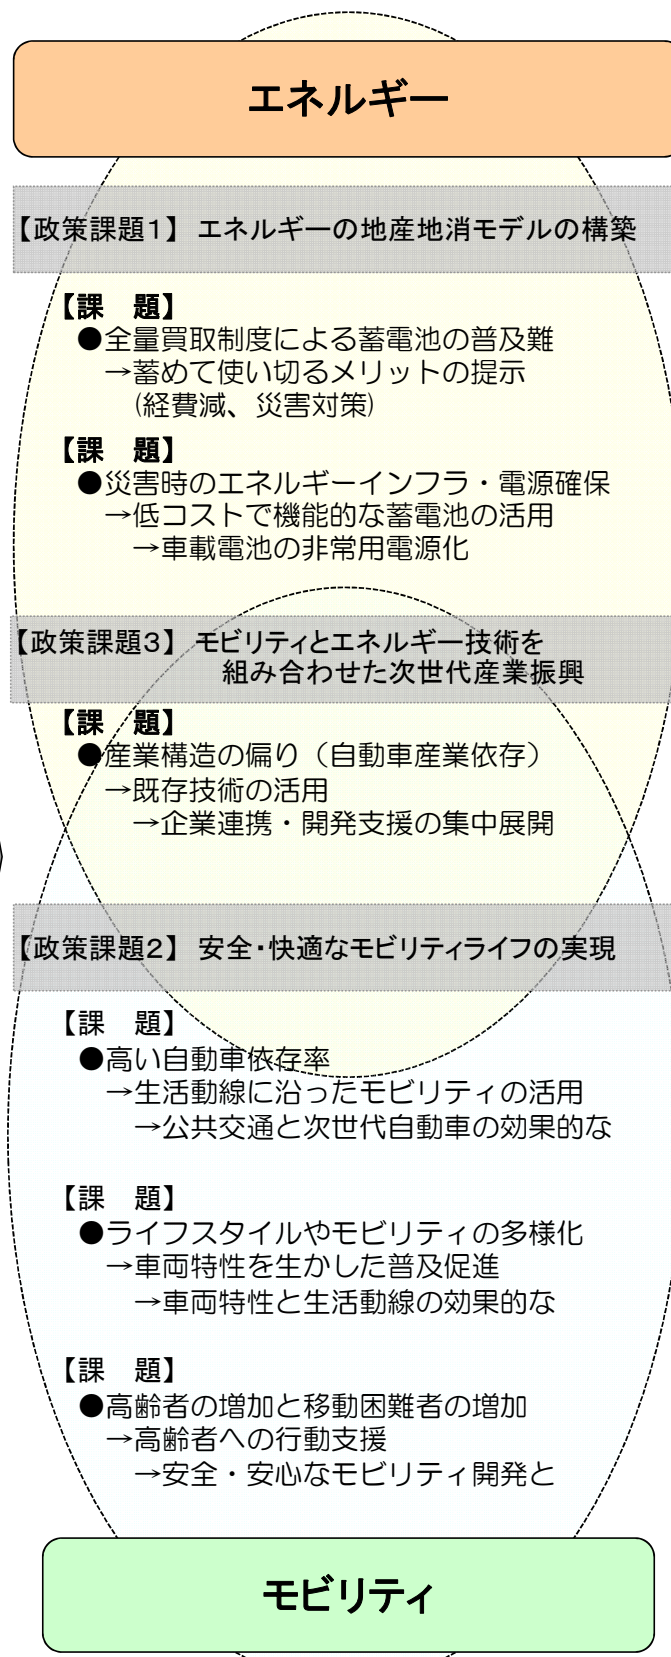 エネルギー
【政策課題1】 エネルギーの地産地消モデルの構築
【課　題】
●全量買取制度による蓄電池の普及難
→蓄めて使い切るメリットの提示
(経費減、災害対策)
【課　題】
●災害時のエネルギーインフラ・電源確保
→低コストで機能的な蓄電池の活用
→車載電池の非常用電源化
【政策課題3】 モビリティとエネルギー技術を
組み合わせた次世代産業振興
【課　題】
●産業構造の偏り（自動車産業依存）
→既存技術の活用
→企業連携・開発支援の集中展開
【政策課題2】 安全・快適なモビリティライフの実現
【課　題】
●高い自動車依存率
→生活動線に沿ったモビリティの活用
→公共交通と次世代自動車の効果的な
【課　題】
●ライフスタイルやモビリティの多様化
→車両特性を生かした普及促進
→車両特性と生活動線の効果的な
【課　題】
●高齢者の増加と移動困難者の増加
→高齢者への行動支援
→安全・安心なモビリティ開発と
モビリティ